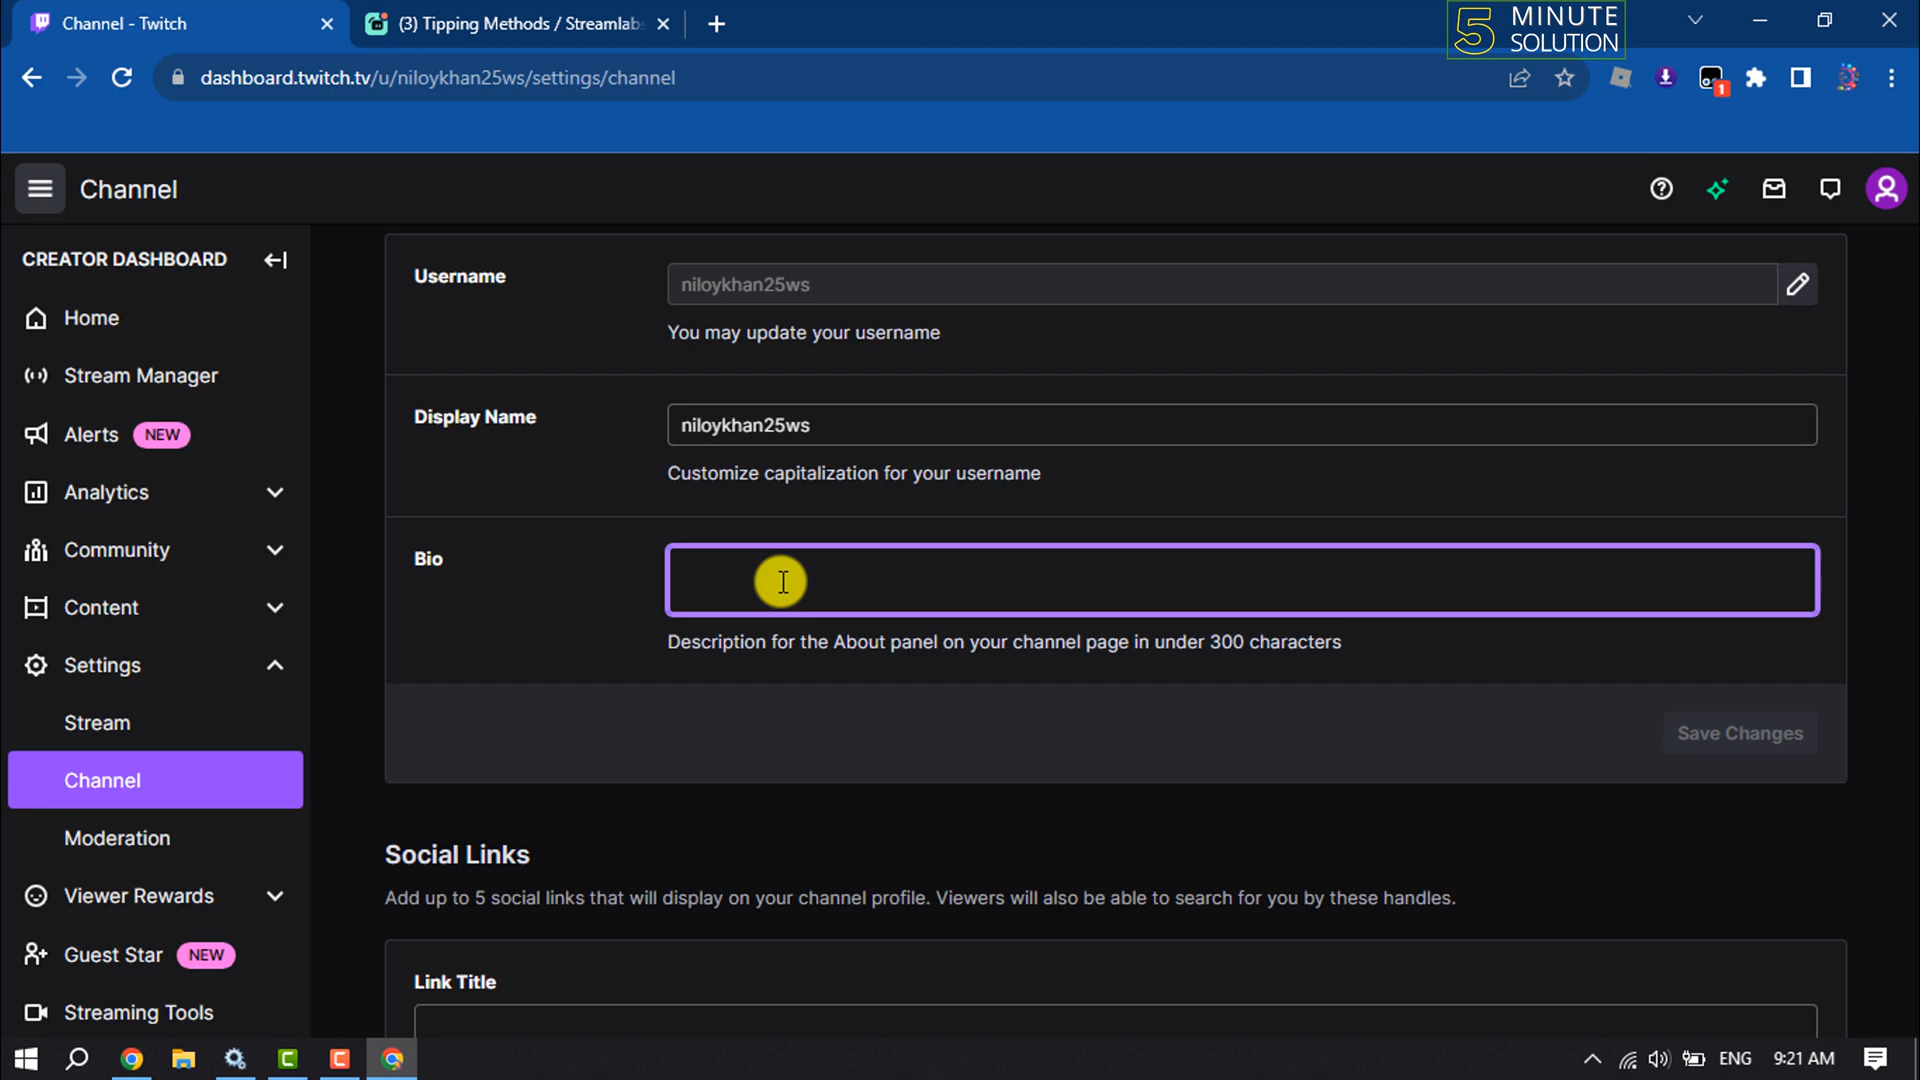 Channel - Twitch
(3) Tipping Methods / Streamlabs
5 MINUTE SOLUTION
dashboard.twitch.tv/u/niloykhan25ws/settings/channel
1
Channel
CREATOR DASHBOARD
Home
Stream Manager
Alerts NEW
Analytics
Community
Content
Settings
Stream
Channel
Moderation
Viewer Rewards
Guest Star NEW
Streaming Tools
Username
niloykhan25ws
You may update your username
Display Name
niloykhan25ws
Customize capitalization for your username
Bio
Description for the About panel on your channel page in under 300 characters
Save Changes
Social Links
Add up to 5 social links that will display on your channel profile. Viewers will also be able to search for you by these handles.
Link Title
ENG
9:21 AM